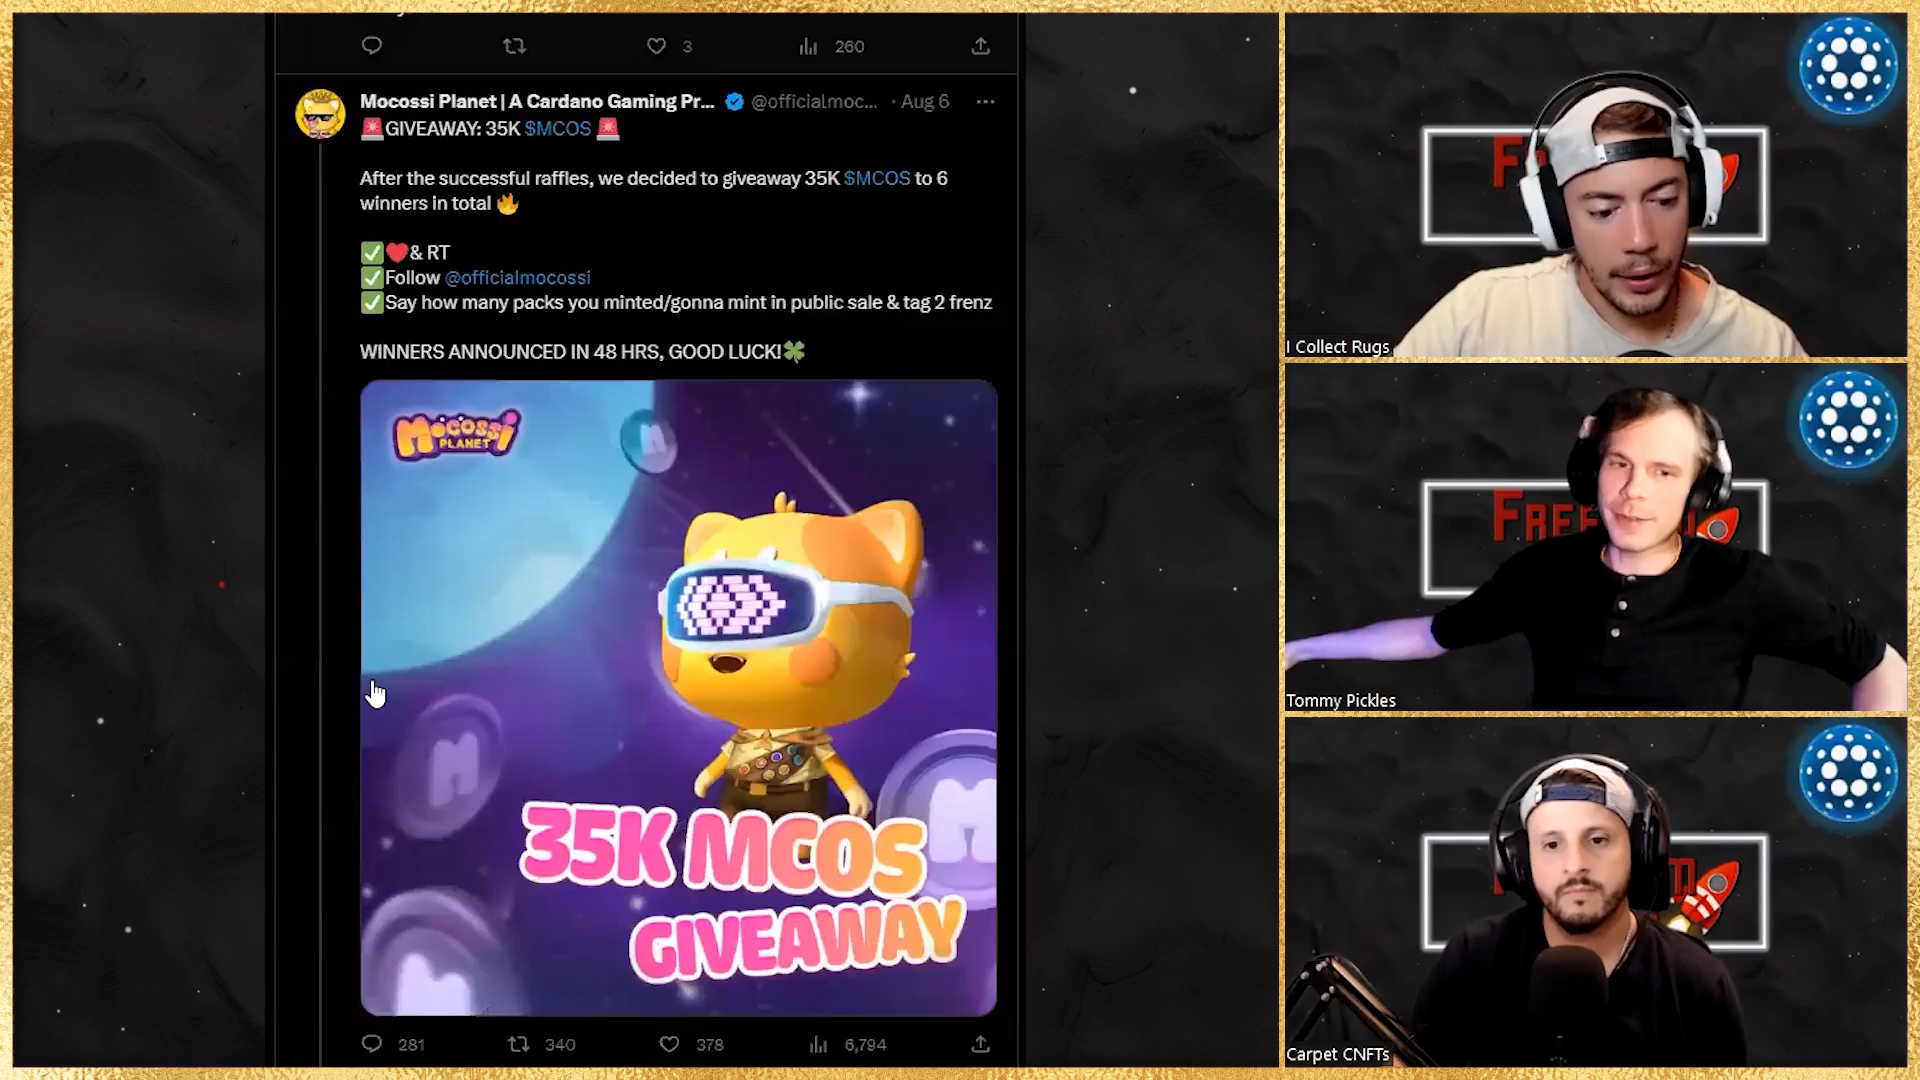 3
260
Mocossi Planet | A Cardano Gaming Pr... @officialmoc... · Aug 6 ...
🚨GIVEAWAY: 35K $MCOS 🚨
After the successful raffles, we decided to giveaway 35K $MCOS to 6
winners in total 🔥
✅❤️& RT
✅Follow @officialmocossi
✅Say how many packs you minted/gonna mint in public sale & tag 2 frenz
WINNERS ANNOUNCED IN 48 HRS, GOOD LUCK!🍀
Mocossi
PLANET
35K MCOS
GIVEAWAY
281
340
378
6,794
I Collect Rugs
Tommy Pickles
Carpet CNFTs